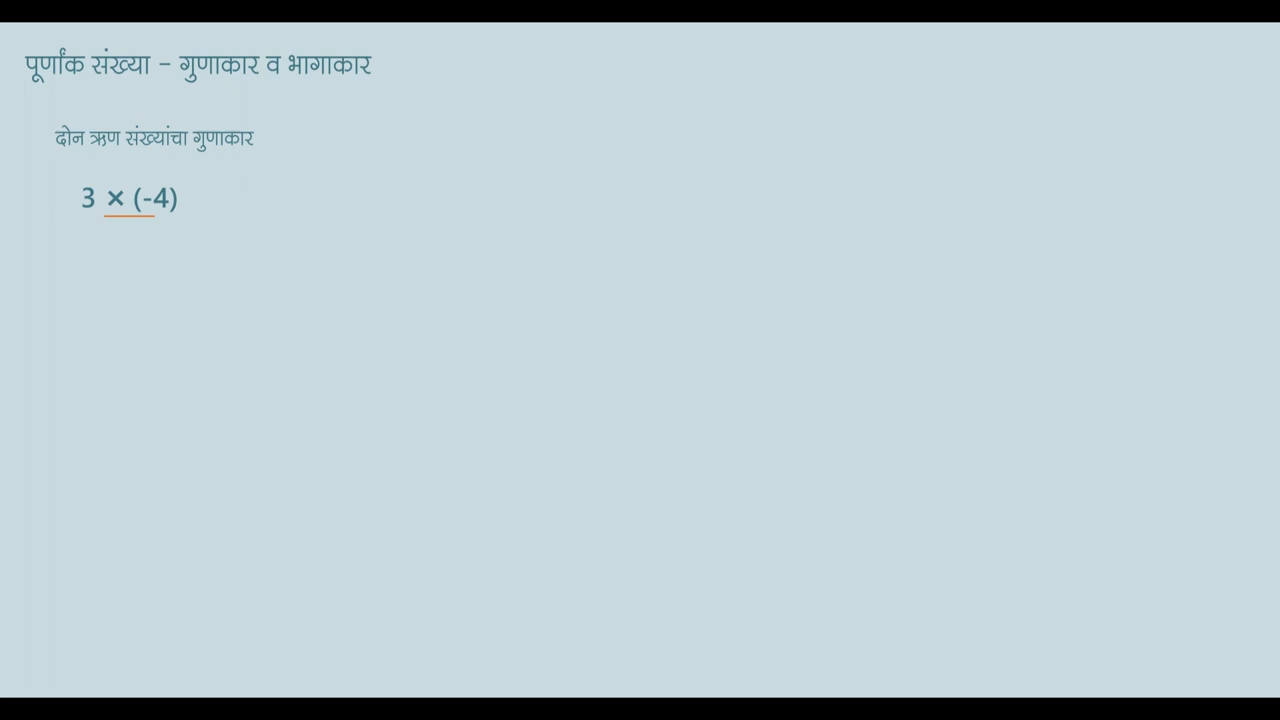 पूर्णांक संख्या - गुणाकार व भागाकार
दोन ऋण संख्यांचा गुणाकार
3 × (-4)